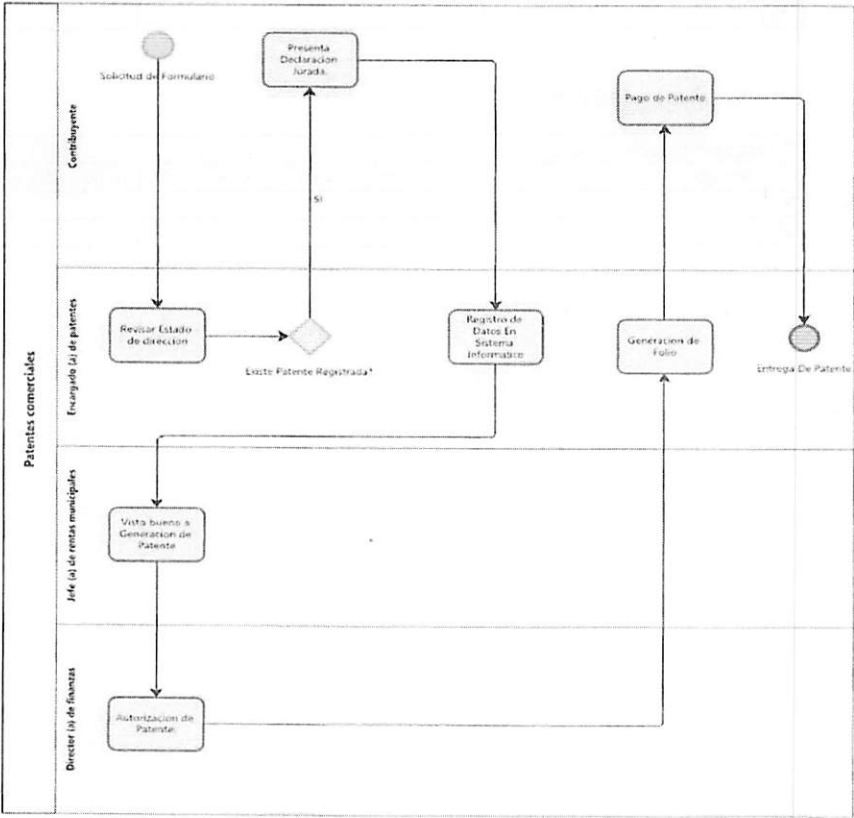 Patentes comerciales
Contribuyente
Solicitud de Formulario
Presenta
Declaracion
Jurada.
SI
Pago de Patente
Encargado (a) de patentes
Revisar Estado
de direccion
Existe Patente Registrada?
Registro de
Datos En
Sistema
Informatico
Generacion de
Folio
Entrega De Patente
Jefe (a) de rentas municipales
Visto bueno a
Generacion de
Patente
Director (a) de finanzas
Autorizacion de
Patente.